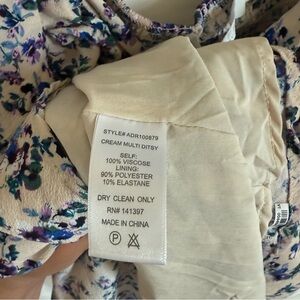 STYLE# ADR100879
CREAM MULTI DITSY
SELF:
100% VISCOSE
LINING:
90% POLYESTER
10% ELASTANE
DRY CLEAN ONLY
RN# 141397
MADE IN CHINA
P